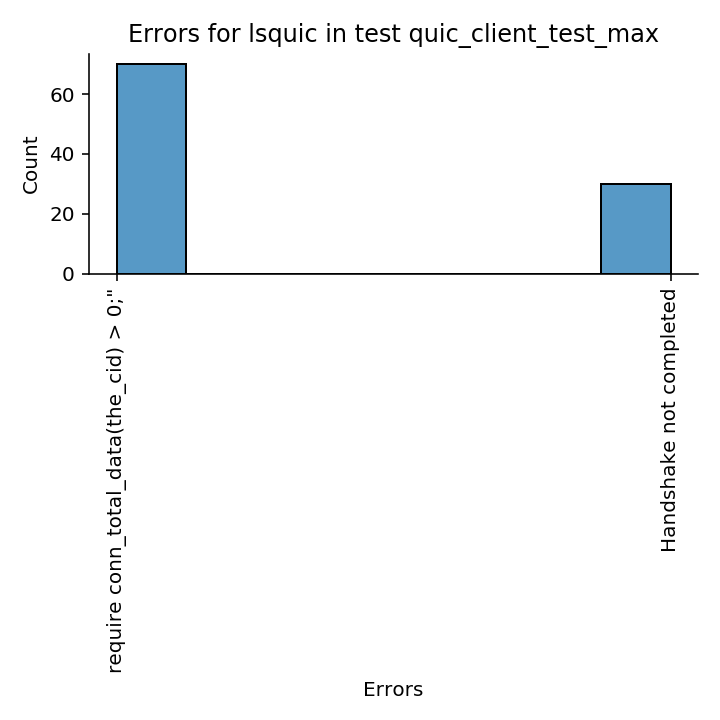 Errors for lsquic in test quic_client_test_max
Count
60
40
20
0
require conn_total_data(the_cid) > 0;"
Handshake not completed
Errors